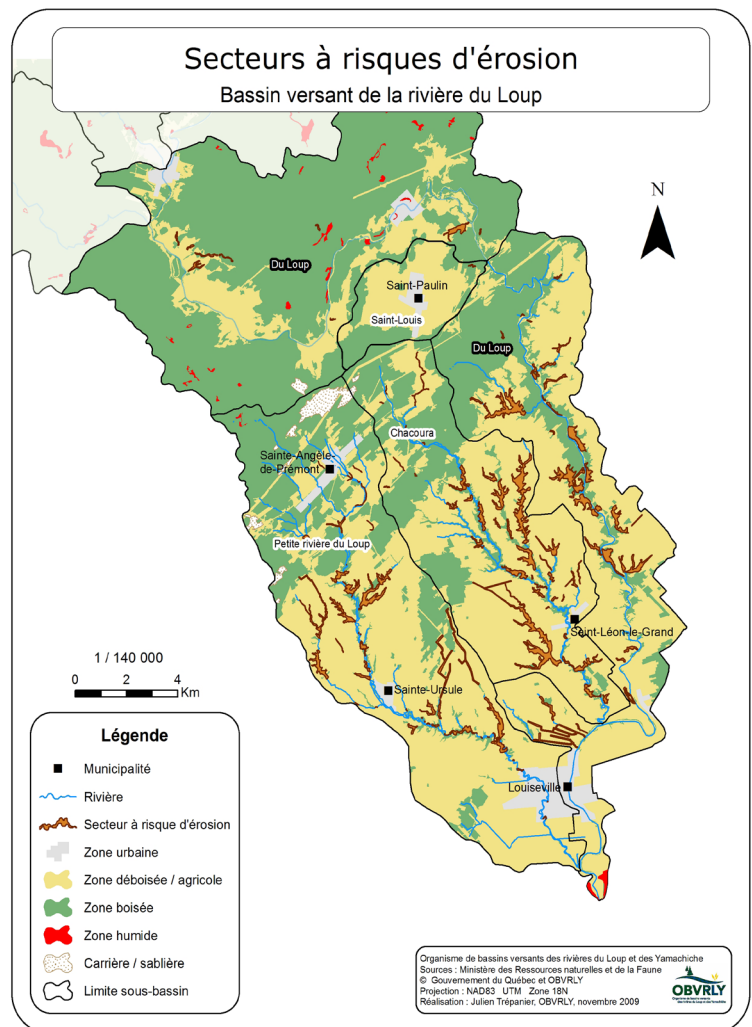 Secteurs à risques d'érosion
Bassin versant de la rivière du Loup
N
Du Loup
Saint-Paulin
Saint-Louis
Du Loup
Chacoura
Sainte-Angèle-
de-Prémont
Petite rivière du Loup
Saint-Léon-le-Grand
Sainte-Ursule
Louiseville
1 / 140 000
0 2 4
Km
Légende
Municipalité
Rivière
Secteur à risque d'érosion
Zone urbaine
Zone déboisée / agricole
Zone boisée
Zone humide
Carrière / sablière
Limite sous-bassin
Organisme de bassins versants des rivières du Loup et des Yamachiche
Sources : Ministère des Ressources naturelles et de la Faune
© Gouvernement du Québec et OBVRLY
Projection : NAD83 UTM Zone 18N
Réalisation : Julien Trépanier, OBVRLY, novembre 2009
OBVRLY